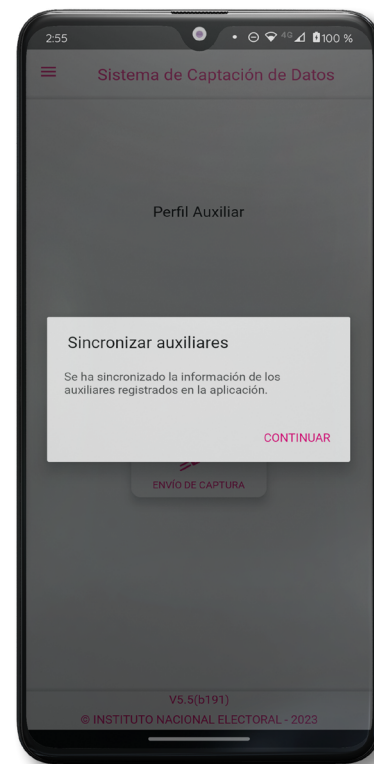 2:55
4G
100 %
Sistema de Captación de Datos
Perfil Auxiliar
Sincronizar auxiliares
Se ha sincronizado la información de los
auxiliares registrados en la aplicación.
CONTINUAR
ENVÍO DE CAPTURA
V5.5(b191)
© INSTITUTO NACIONAL ELECTORAL - 2023